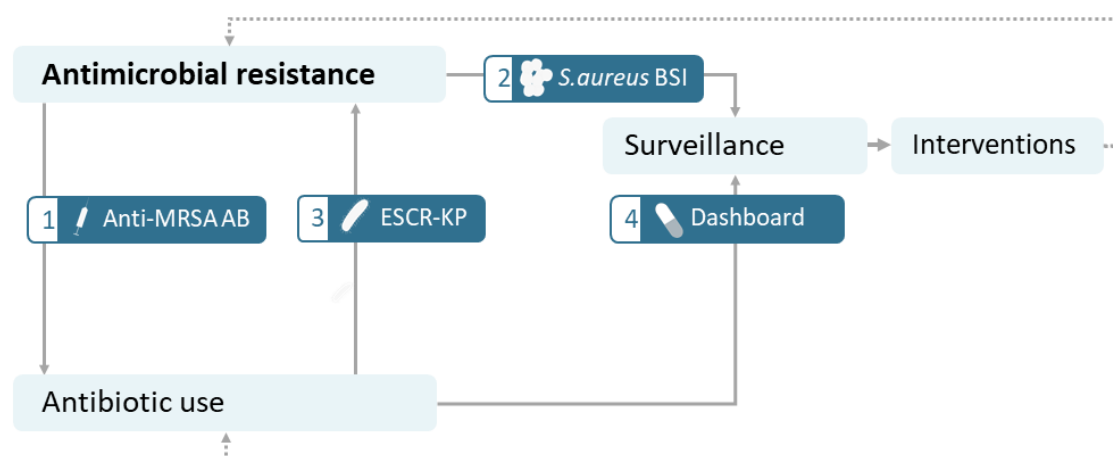 Antimicrobial resistance
2 S.aureus BSI
Surveillance
Interventions
1 Anti-MRSA AB
3 ESCR-KP
4 Dashboard
Antibiotic use